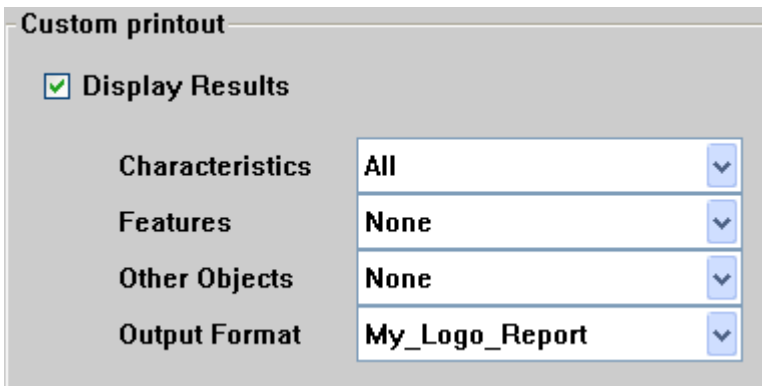 Custom printout
Display Results
Characteristics All
Features None
Other Objects None
Output Format My_Logo_Report